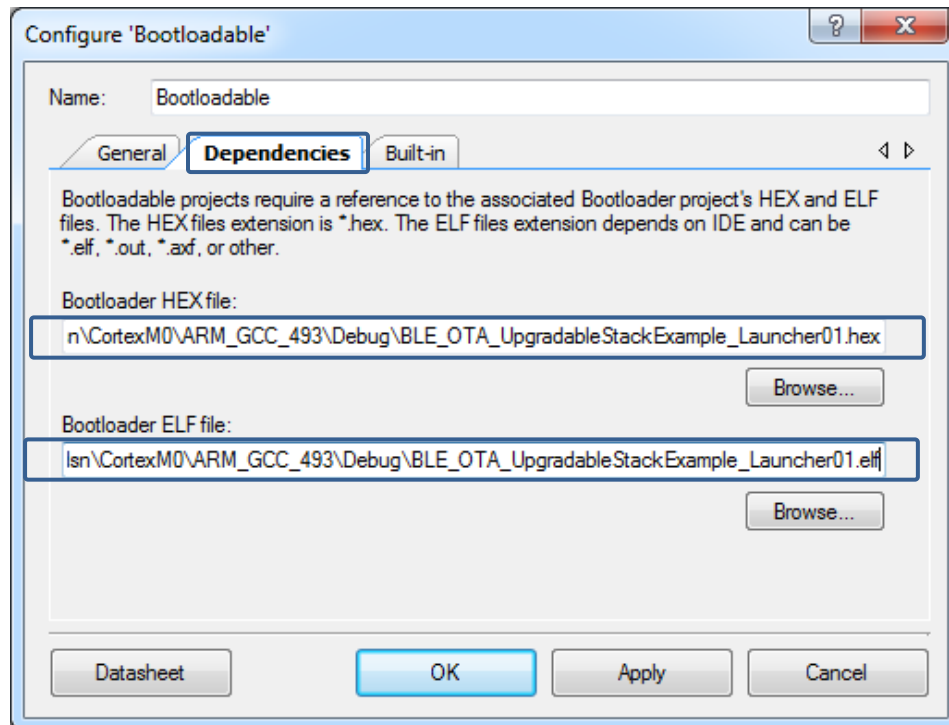 Configure 'Bootloadable'
Name: Bootloadable
General Dependencies Built-in
Bootloadable projects require a reference to the associated Bootloader project's HEX and ELF
files. The HEX files extension is *.hex. The ELF files extension depends on IDE and can be
*.elf, *.out, *.axf, or other.
Bootloader HEX file:
n\CortexM0\ARM_GCC_493\Debug\BLE_OTA_UpgradableStackExample_Launcher01.hex
Browse...
Bootloader ELF file:
lsn\CortexM0\ARM_GCC_493\Debug\BLE_OTA_UpgradableStackExample_Launcher01.elf
Browse...
Datasheet OK Apply Cancel